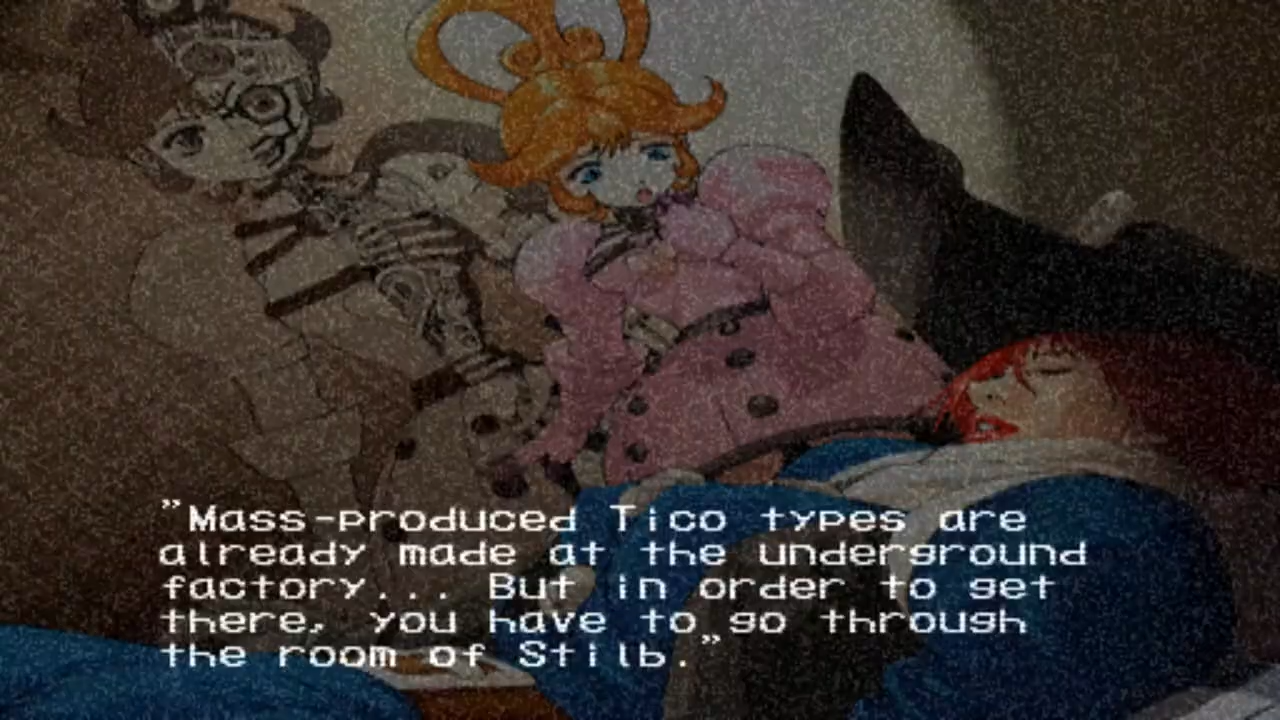 "Mass-produced Tico types are
already made at the underground
factory... But in order to get
there, you have to go through
the room of Stilb."